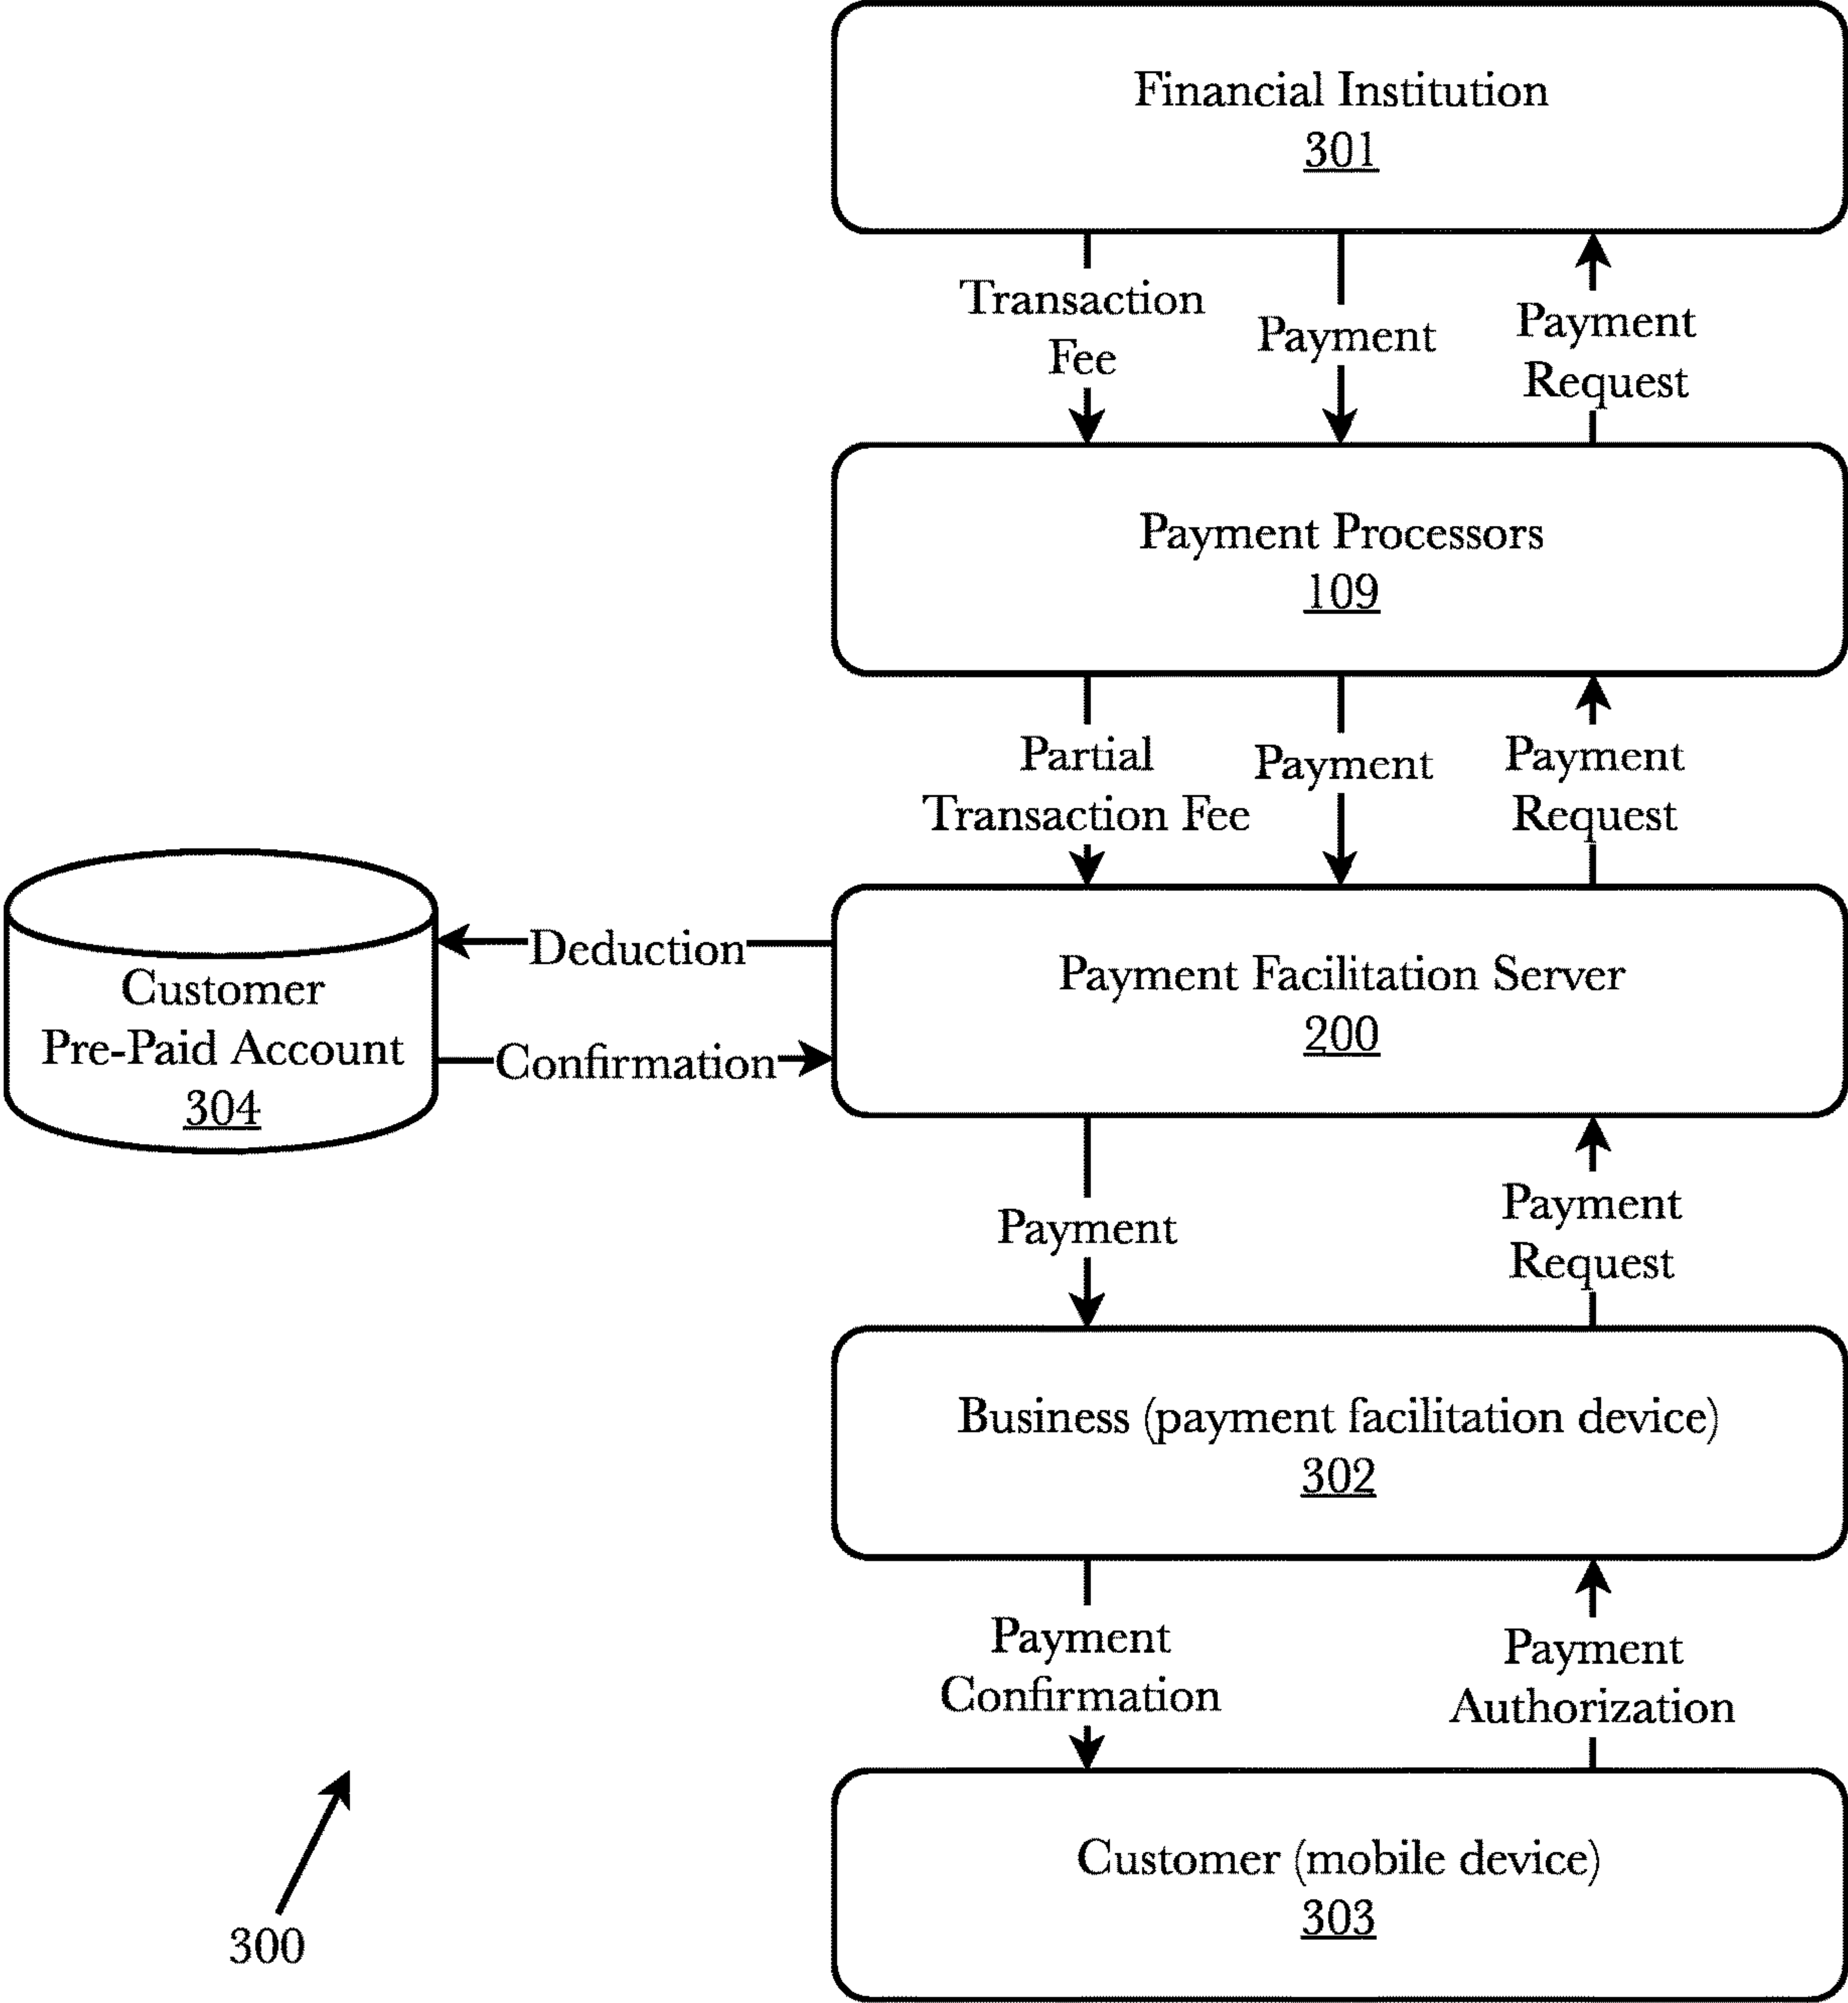 Financial Institution
301
Transaction
Fee
Payment
Payment
Request
Payment Processors
109
Partial
Transaction Fee
Payment
Payment
Request
Customer
Pre-Paid Account
304
Deduction
Confirmation
Payment Facilitation Server
200
Payment
Payment
Request
Business (payment facilitation device)
302
Payment
Confirmation
Payment
Authorization
Customer (mobile device)
303
300